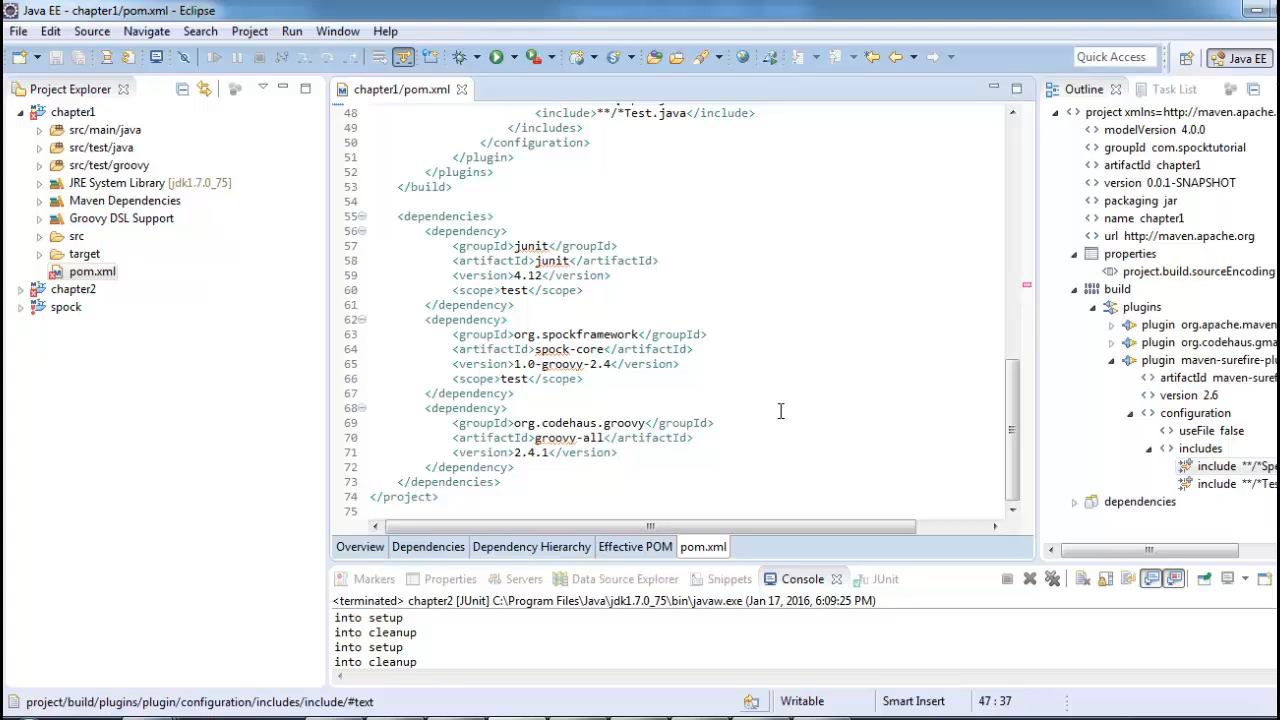 Java EE - chapter1/pom.xml - Eclipse
File Edit Source Navigate Search Project Run Window Help
Quick Access
Java EE
Project Explorer
chapter1
src/main/java
src/test/java
src/test/groovy
JRE System Library [jdk1.7.0_75]
Maven Dependencies
Groovy DSL Support
src
target
pom.xml
chapter2
spock
chapter1/pom.xml
48 <include>**/*Test.java</include>
49 </includes>
50 </configuration>
51 </plugin>
52 </plugins>
53 </build>
54
55 <dependencies>
56 <dependency>
57 <groupId>junit</groupId>
58 <artifactId>junit</artifactId>
59 <version>4.12</version>
60 <scope>test</scope>
61 </dependency>
62 <dependency>
63 <groupId>org.spockframework</groupId>
64 <artifactId>spock-core</artifactId>
65 <version>1.0-groovy-2.4</version>
66 <scope>test</scope>
67 </dependency>
68 <dependency>
69 <groupId>org.codehaus.groovy</groupId>
70 <artifactId>groovy-all</artifactId>
71 <version>2.4.1</version>
72 </dependency>
73 </dependencies>
74 </project>
75
Overview Dependencies Dependency Hierarchy Effective POM pom.xml
Outline Task List
project xmlns=http://maven.apache.
modelVersion 4.0.0
groupId com.spocktutorial
artifactId chapter1
version 0.0.1-SNAPSHOT
packaging jar
name chapter1
url http://maven.apache.org
properties
project.build.sourceEncoding
build
plugins
plugin org.apache.maven
plugin org.codehaus.gma
plugin maven-surefire-pl
artifactId maven-suref
version 2.6
configuration
useFile false
includes
include **/*Spe
include **/*Te
dependencies
Markers Properties Servers Data Source Explorer Snippets Console JUnit
<terminated> chapter2 [JUnit] C:\Program Files\Java\jdk1.7.0_75\bin\javaw.exe (Jan 17, 2016, 6:09:25 PM)
into setup
into cleanup
into setup
into cleanup
project/build/plugins/plugin/configuration/includes/include/#text
Writable
Smart Insert
47 : 37